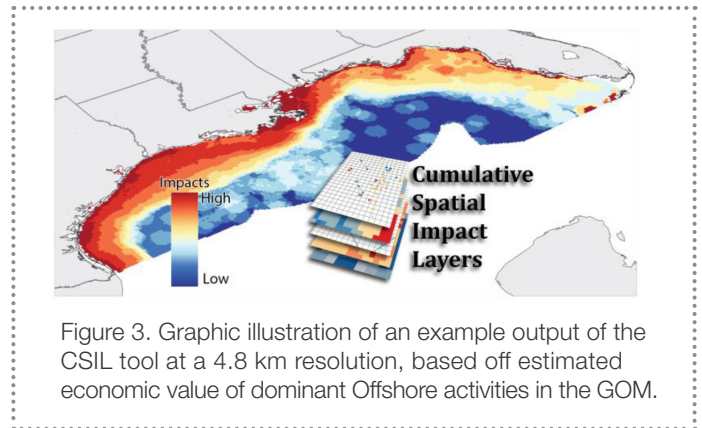 Impacts
High
Low
Cumulative
Spatial
Impact
Layers
Figure 3. Graphic illustration of an example output of the
CSIL tool at a 4.8 km resolution, based off estimated
economic value of dominant Offshore activities in the GOM.